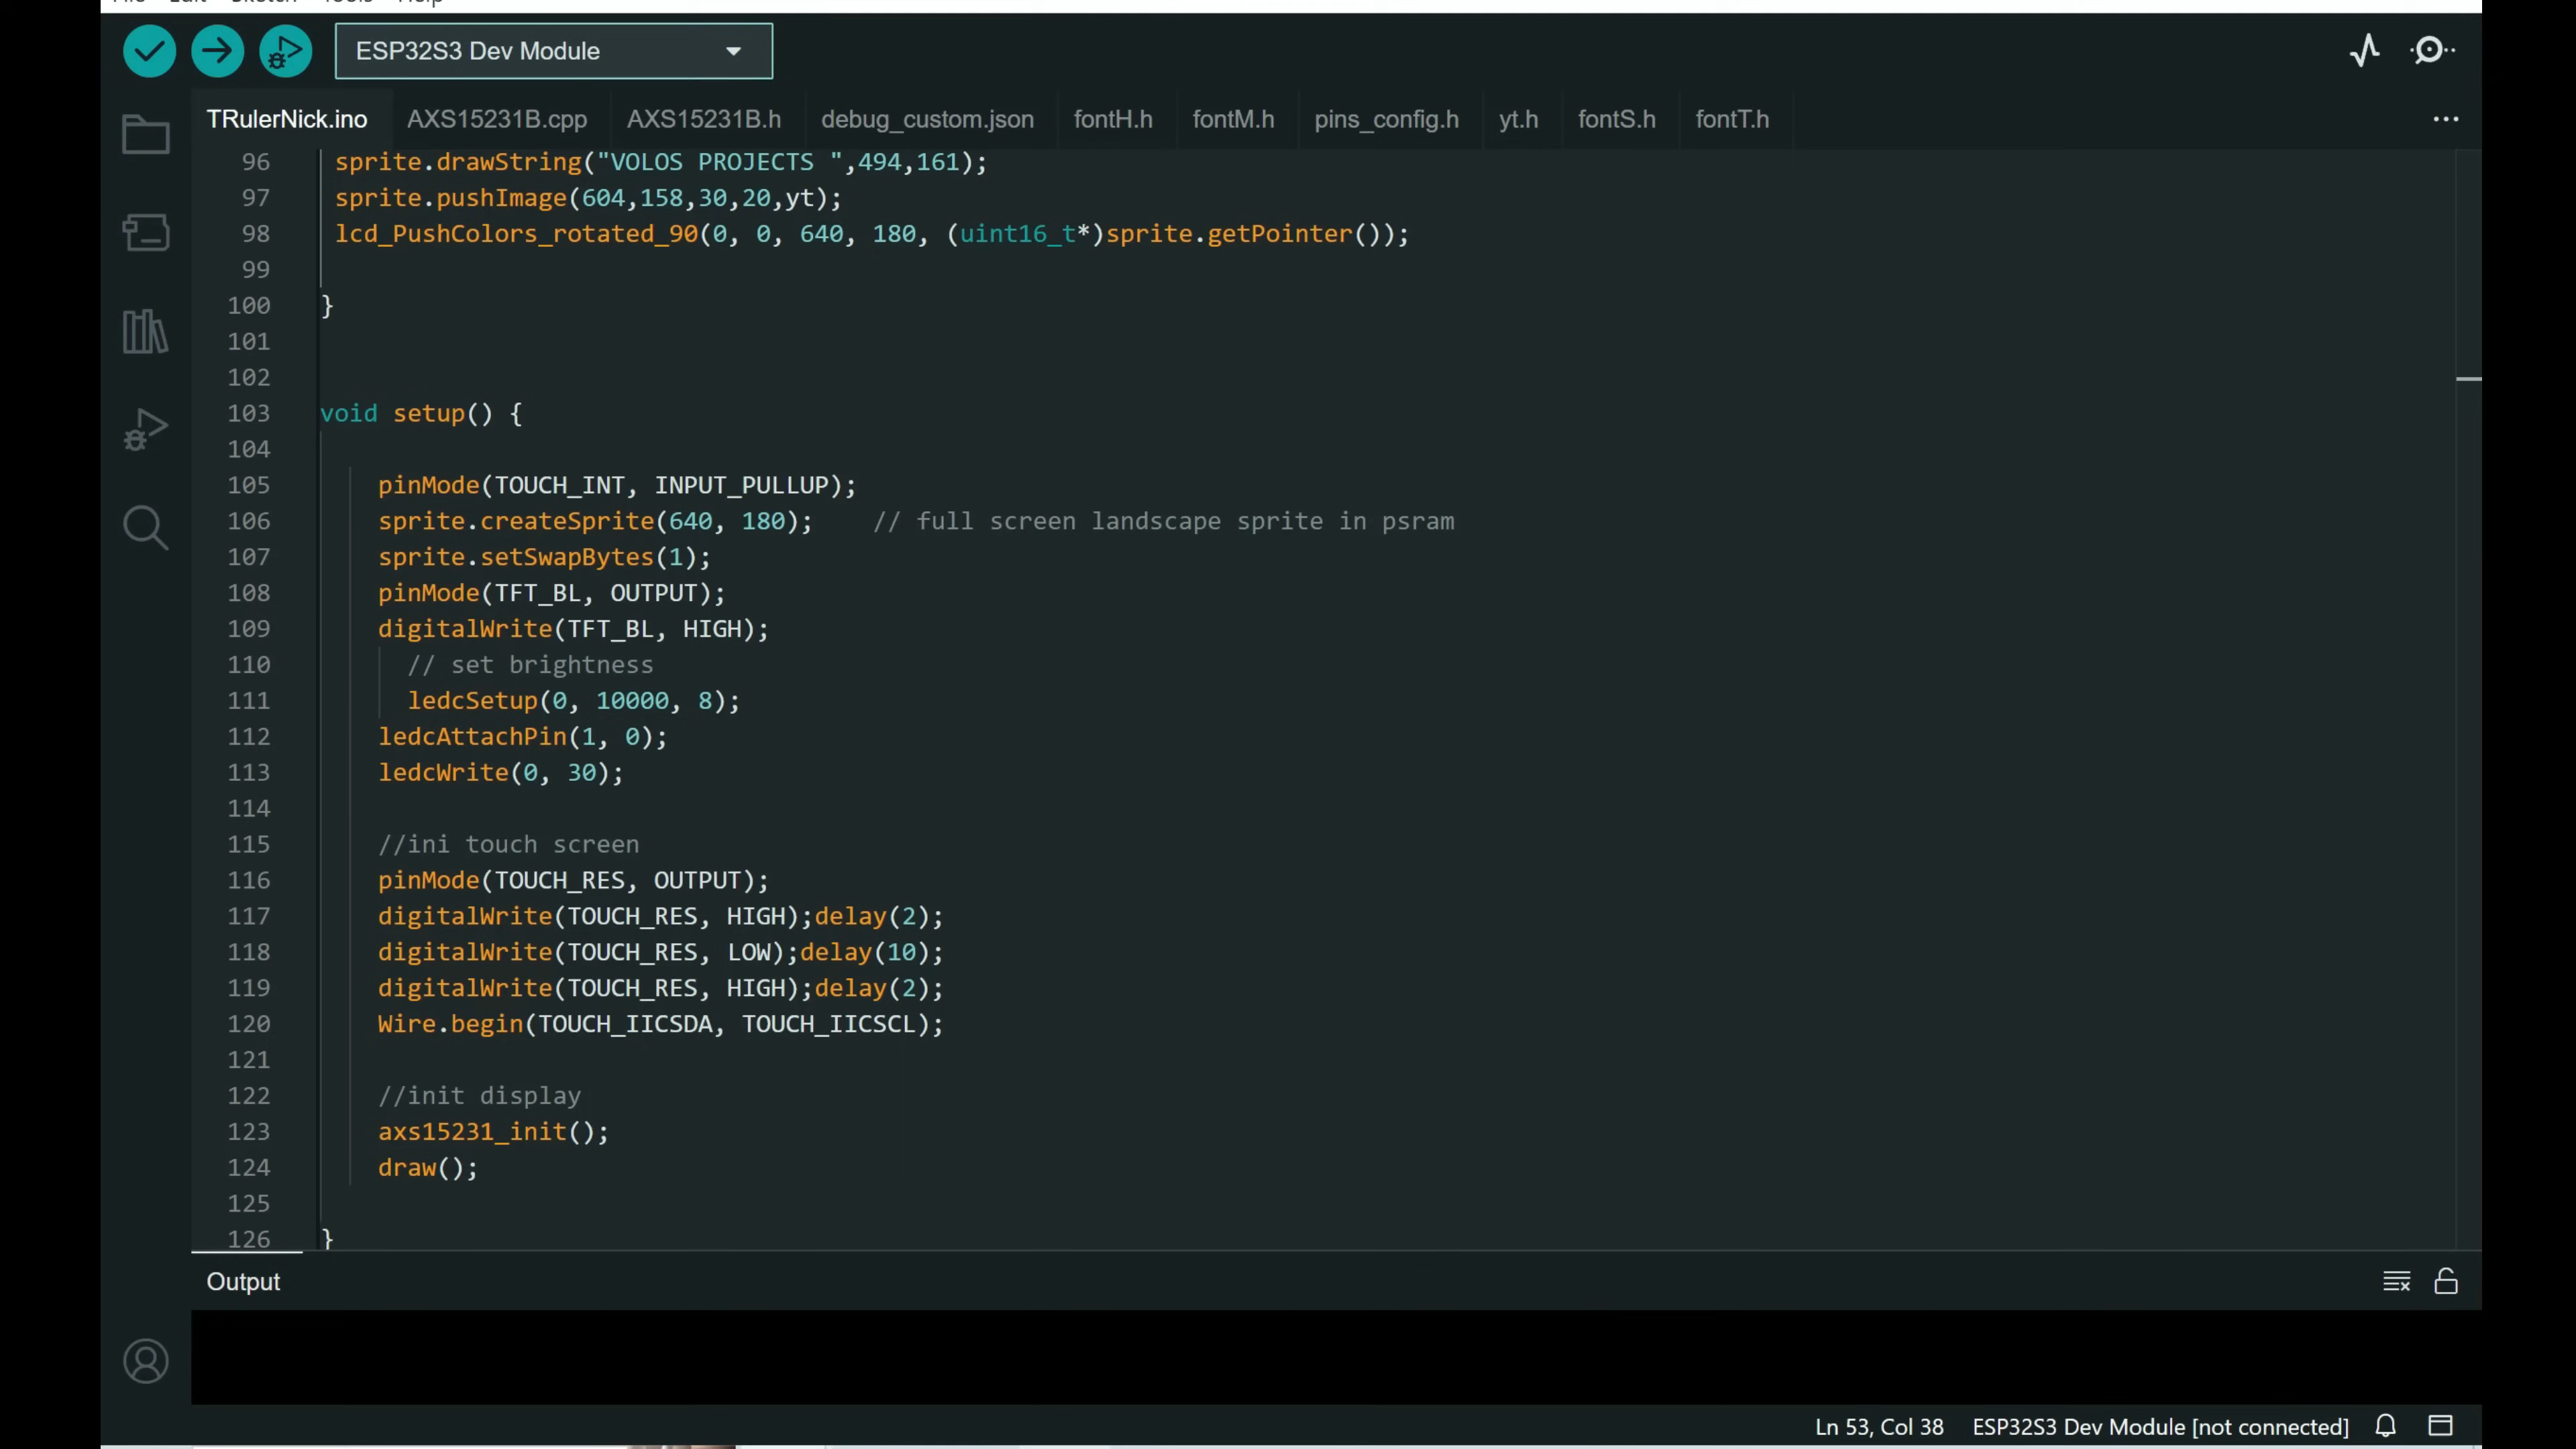 File Edit Sketch Tools Help
ESP32S3 Dev Module
TRulerNick.ino AXS15231B.cpp AXS15231B.h debug_custom.json fontH.h fontM.h pins_config.h yt.h fontS.h fontT.h
96 sprite.drawString("VOLOS PROJECTS ",494,161);
97 sprite.pushImage(604,158,30,20,yt);
98 lcd_PushColors_rotated_90(0, 0, 640, 180, (uint16_t*)sprite.getPointer());
99
100 }
101
102
103 void setup() {
104
105 pinMode(TOUCH_INT, INPUT_PULLUP);
106 sprite.createSprite(640, 180); // full screen landscape sprite in psram
107 sprite.setSwapBytes(1);
108 pinMode(TFT_BL, OUTPUT);
109 digitalWrite(TFT_BL, HIGH);
110 // set brightness
111 ledcSetup(0, 10000, 8);
112 ledcAttachPin(1, 0);
113 ledcWrite(0, 30);
114
115 //ini touch screen
116 pinMode(TOUCH_RES, OUTPUT);
117 digitalWrite(TOUCH_RES, HIGH);delay(2);
118 digitalWrite(TOUCH_RES, LOW);delay(10);
119 digitalWrite(TOUCH_RES, HIGH);delay(2);
120 Wire.begin(TOUCH_IICSDA, TOUCH_IICSCL);
121
122 //init display
123 axs15231_init();
124 draw();
125
126 }
Output
Ln 53, Col 38 ESP32S3 Dev Module [not connected]